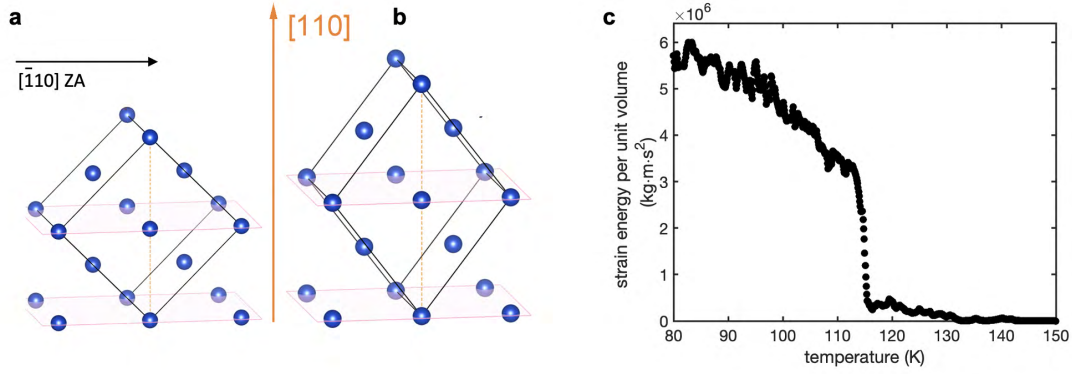 a
[1̄10] ZA
[110]
b
c
×10⁶
strain energy per unit volume
(kg·m·s²)
6
5
4
3
2
1
0
80 90 100 110 120 130 140 150
temperature (K)